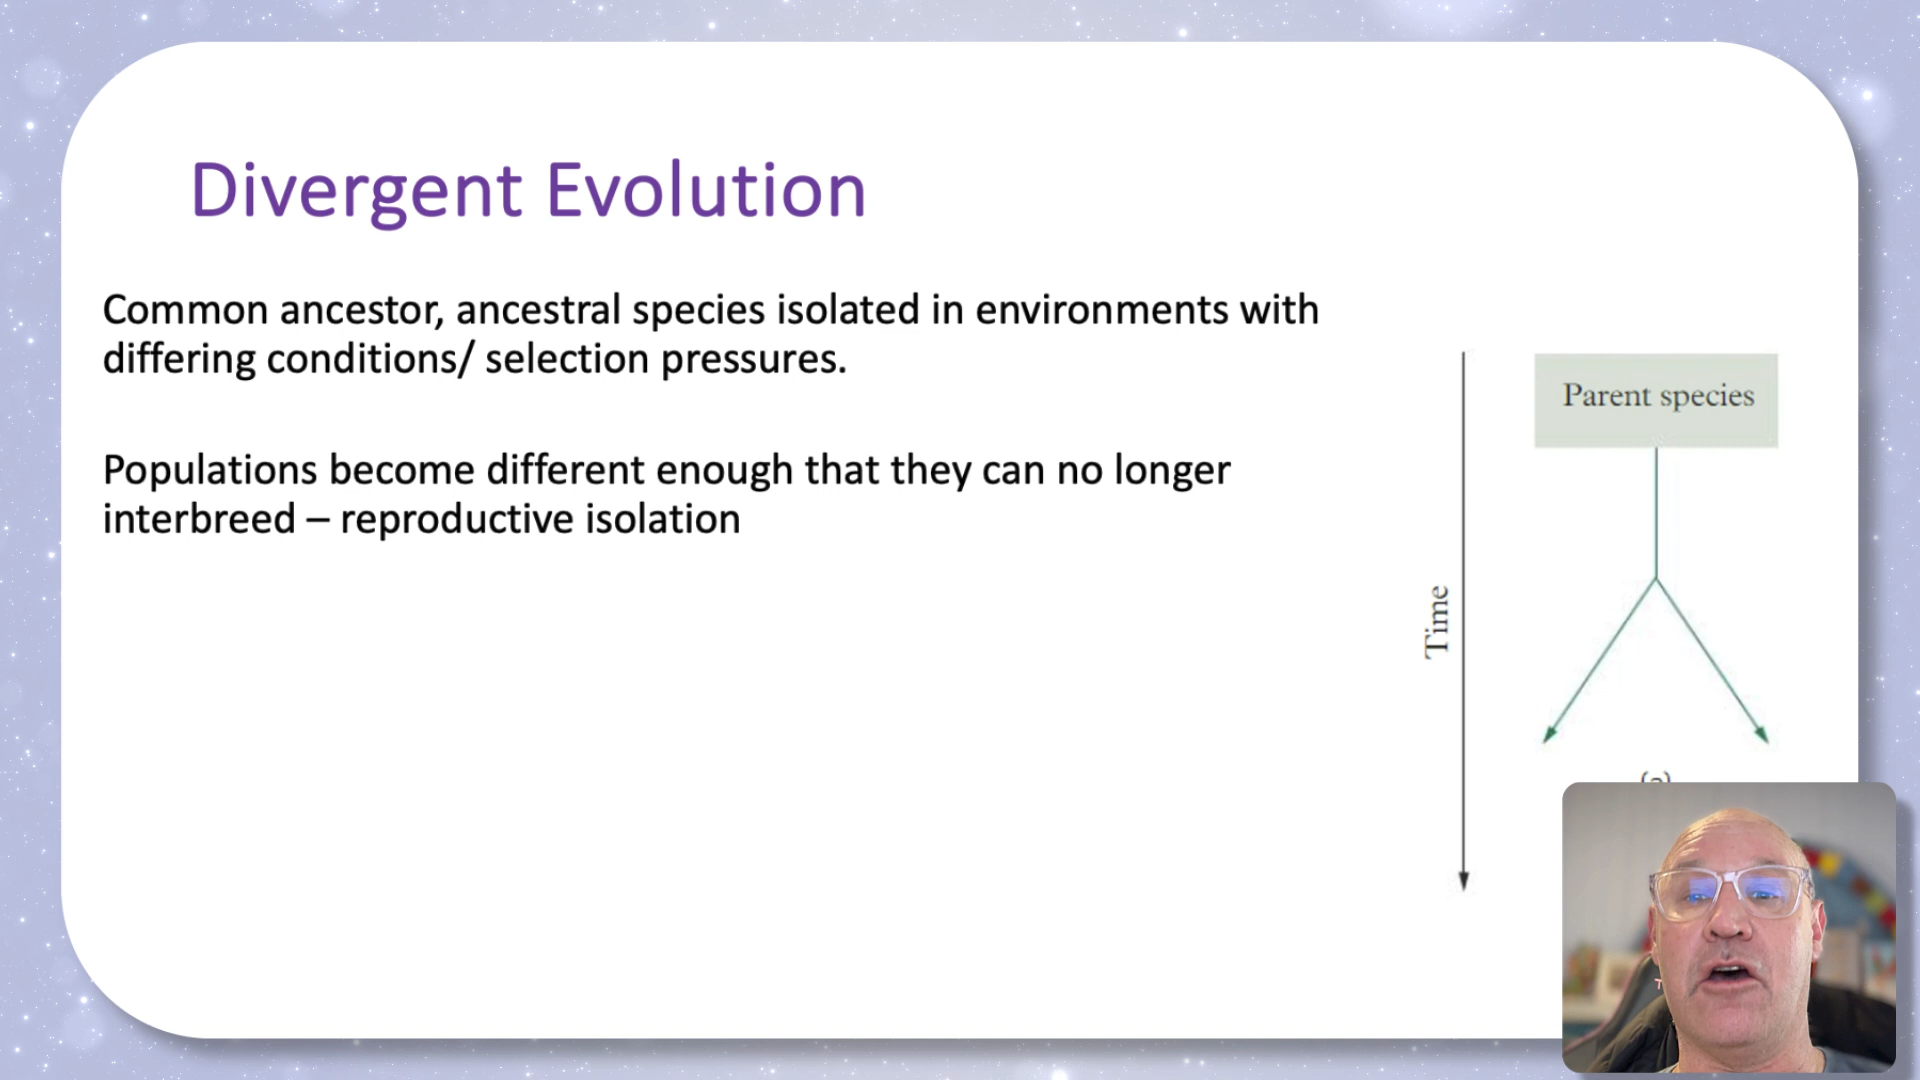 Divergent Evolution
Common ancestor, ancestral species isolated in environments with
differing conditions/ selection pressures.
Populations become different enough that they can no longer
interbreed – reproductive isolation
Parent species
Time